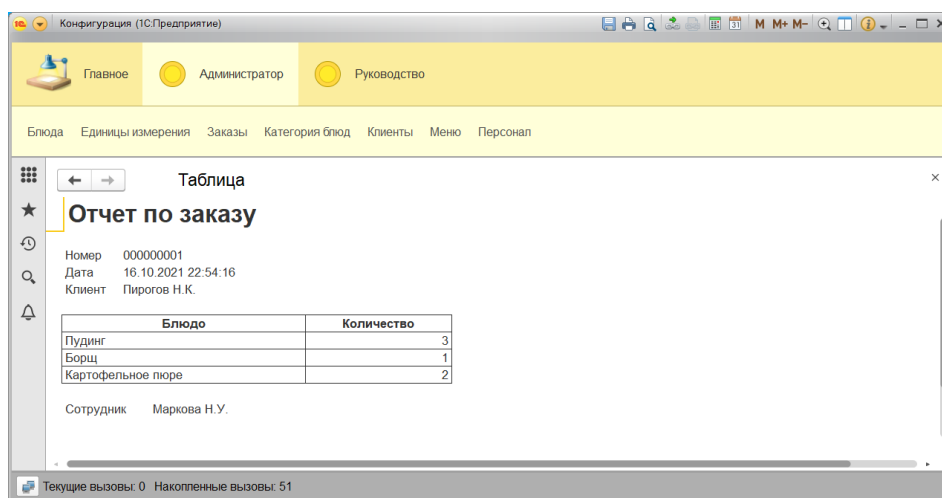 1С Конфигурация (1С:Предприятие) 31 M M+ M-
Главное Администратор Руководство
Блюда Единицы измерения Заказы Категория блюд Клиенты Меню Персонал
Таблица
Отчет по заказу
Номер 000000001
Дата 16.10.2021 22:54:16
Клиент Пирогов Н.К.
Блюдо Количество
Пудинг 3
Борщ 1
Картофельное пюре 2
Сотрудник Маркова Н.У.
Текущие вызовы: 0 Накопленные вызовы: 51